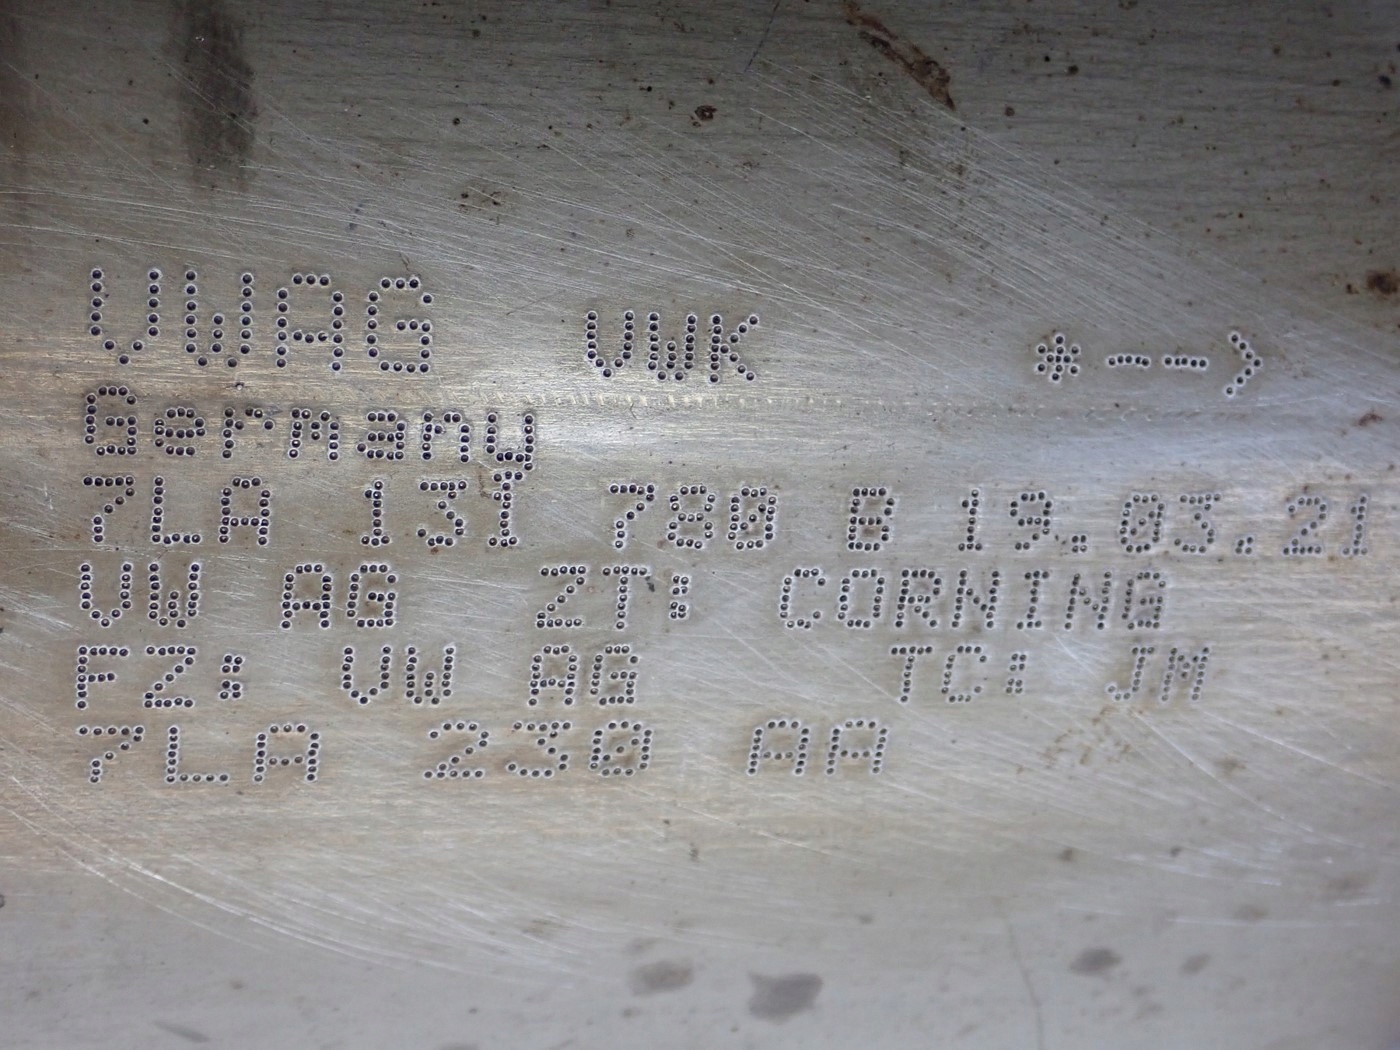 VWAG VWK *-->
Germany
7LA 131 780 B 19.03.21
VW AG ZT: CORNING
FZ: VW AG TC: JM
7LA 230 AA